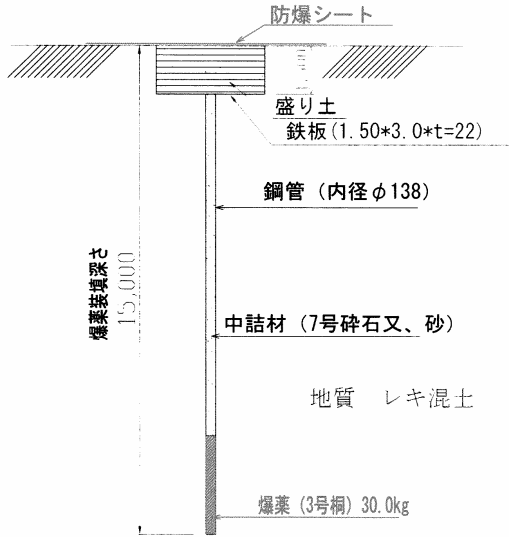 防爆シート
盛り土
鉄板(1.50*3.0*t=22)
鋼管（内径φ138）
爆薬装填深さ
15,000
中詰材（7号砕石又、砂）
地質　レキ混土
爆薬（3号桐）30.0kg